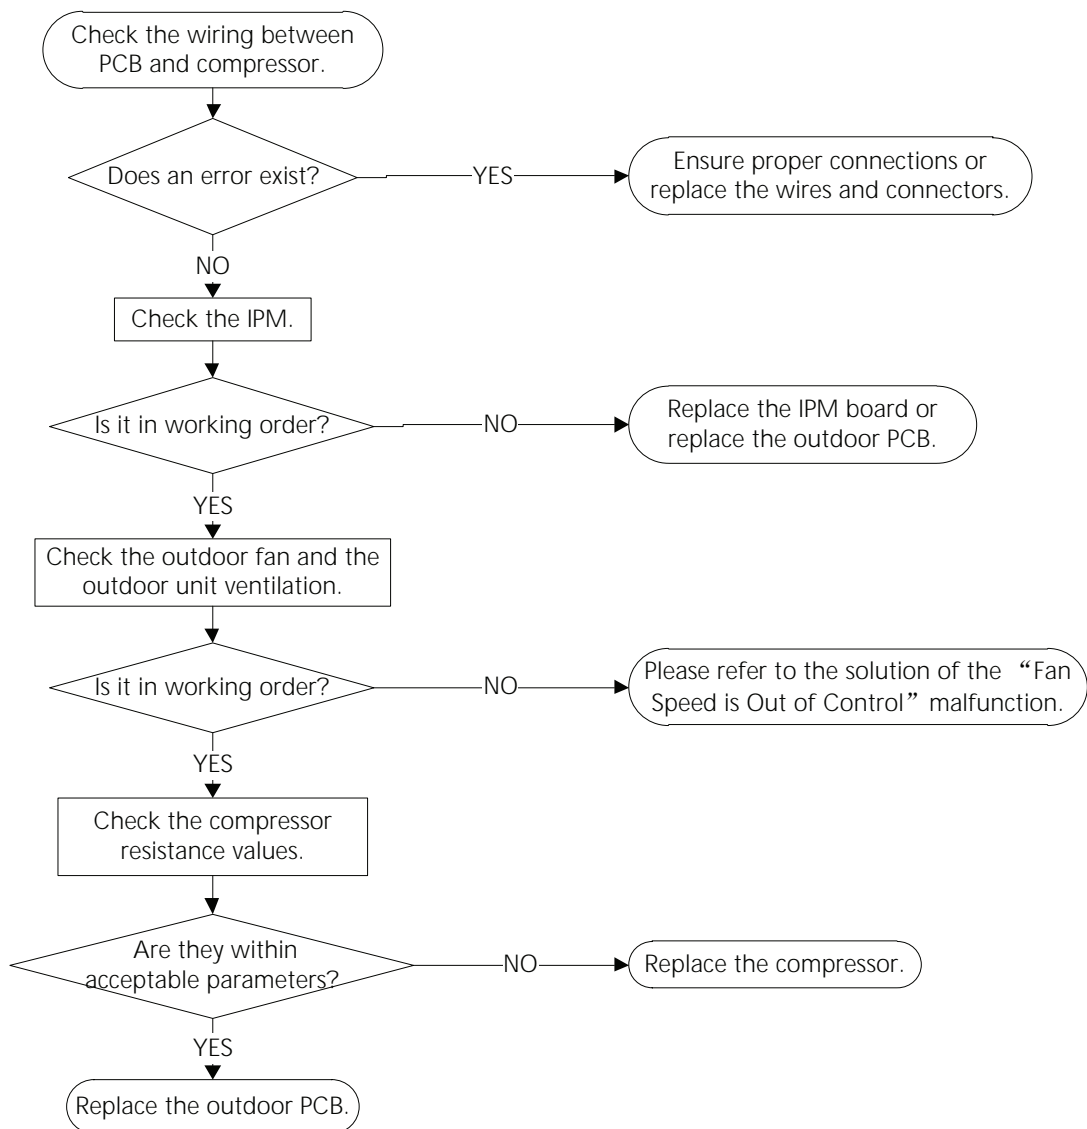 Check the wiring between
PCB and compressor.
Does an error exist?
YES
Ensure proper connections or
replace the wires and connectors.
NO
Check the IPM.
Is it in working order?
NO
Replace the IPM board or
replace the outdoor PCB.
YES
Check the outdoor fan and the
outdoor unit ventilation.
Is it in working order?
NO
Please refer to the solution of the “Fan
Speed is Out of Control” malfunction.
YES
Check the compressor
resistance values.
Are they within
acceptable parameters?
NO
Replace the compressor.
YES
Replace the outdoor PCB.